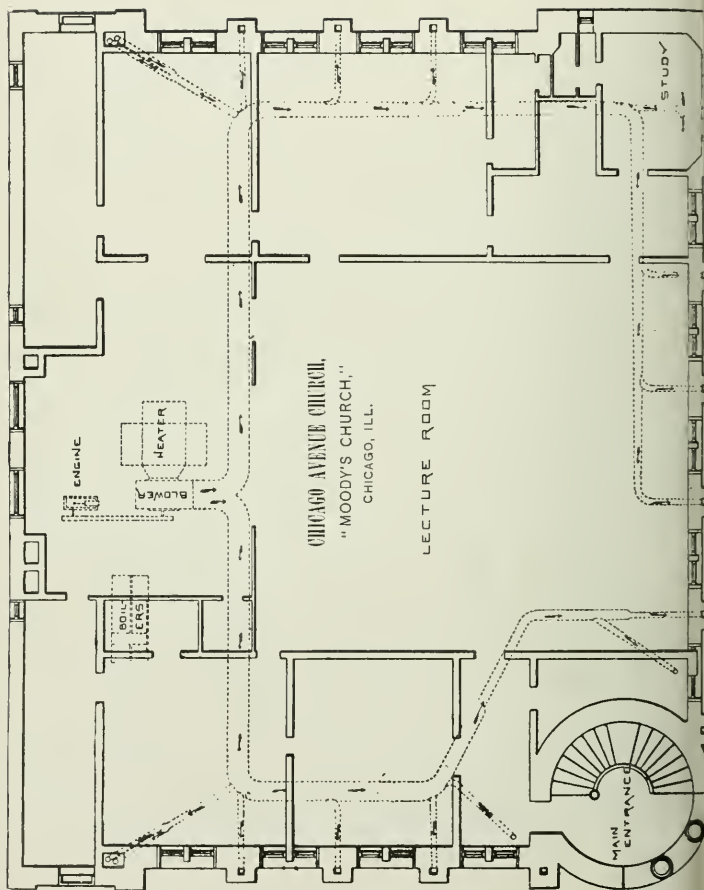 STUDY
ENGINE
HEATER
BLOWER
BOIL-
ERS
CHICAGO AVENUE CHURCH,
"MOODY'S CHURCH,"
CHICAGO, ILL.
LECTURE ROOM
MAIN
ENTRANCE